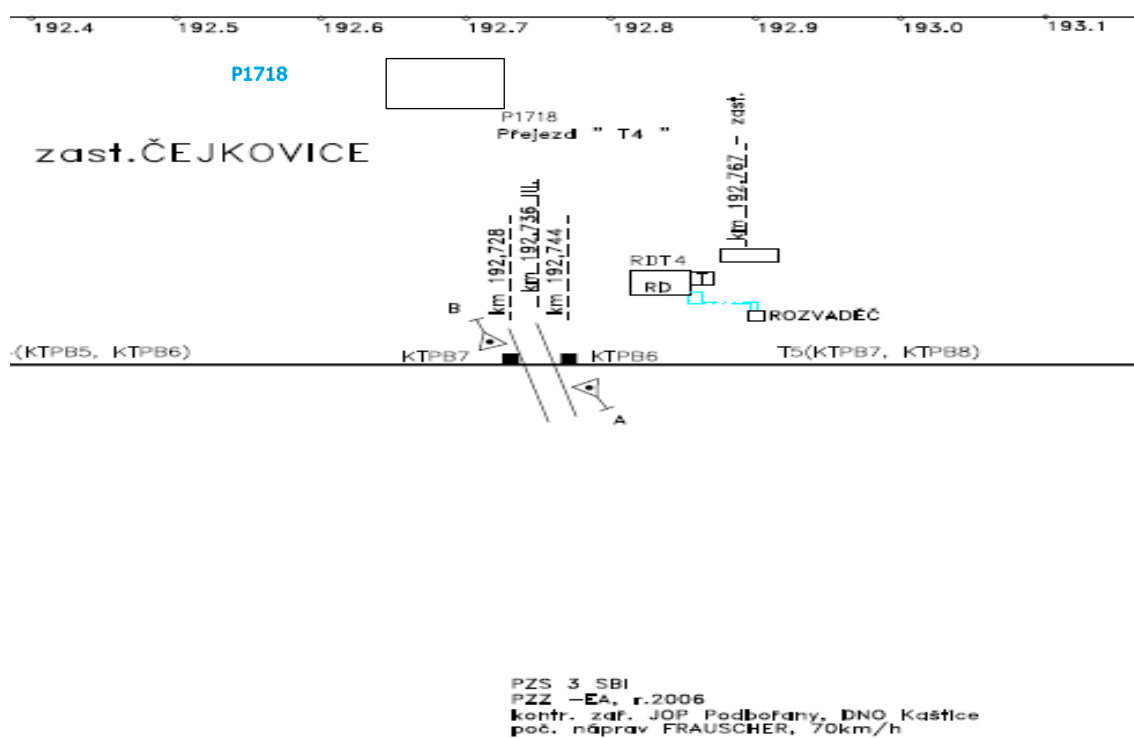 192.4 192.5 192.6 192.7 192.8 192.9 193.0 193.1
P1718
P1718
Přejezd " T4 "
zast.ČEJKOVICE
km 192,728
km 192,736
km 192,744
km 192,767 - zast.
RDT4
T
RD
ROZVADĚČ
B
(KTPB5, KTPB6)
KTPB7
KTPB6
T5(KTPB7, KTPB8)
A
PZS 3 SBI
PZZ -EA, r.2006
kontr. zař. JOP Podbořany, DNO Kaštice
poč. náprav FRAUSCHER, 70km/h